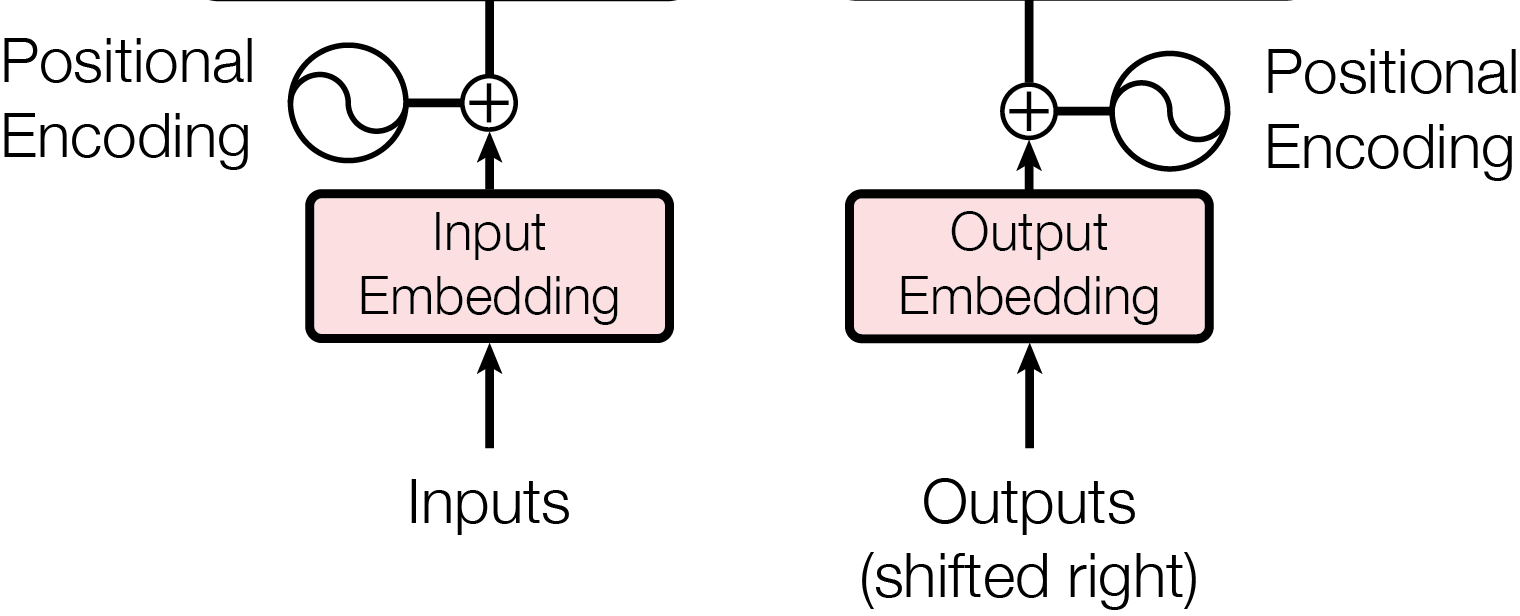 Positional
Encoding
Input
Embedding
Inputs
Positional
Encoding
Output
Embedding
Outputs
(shifted right)